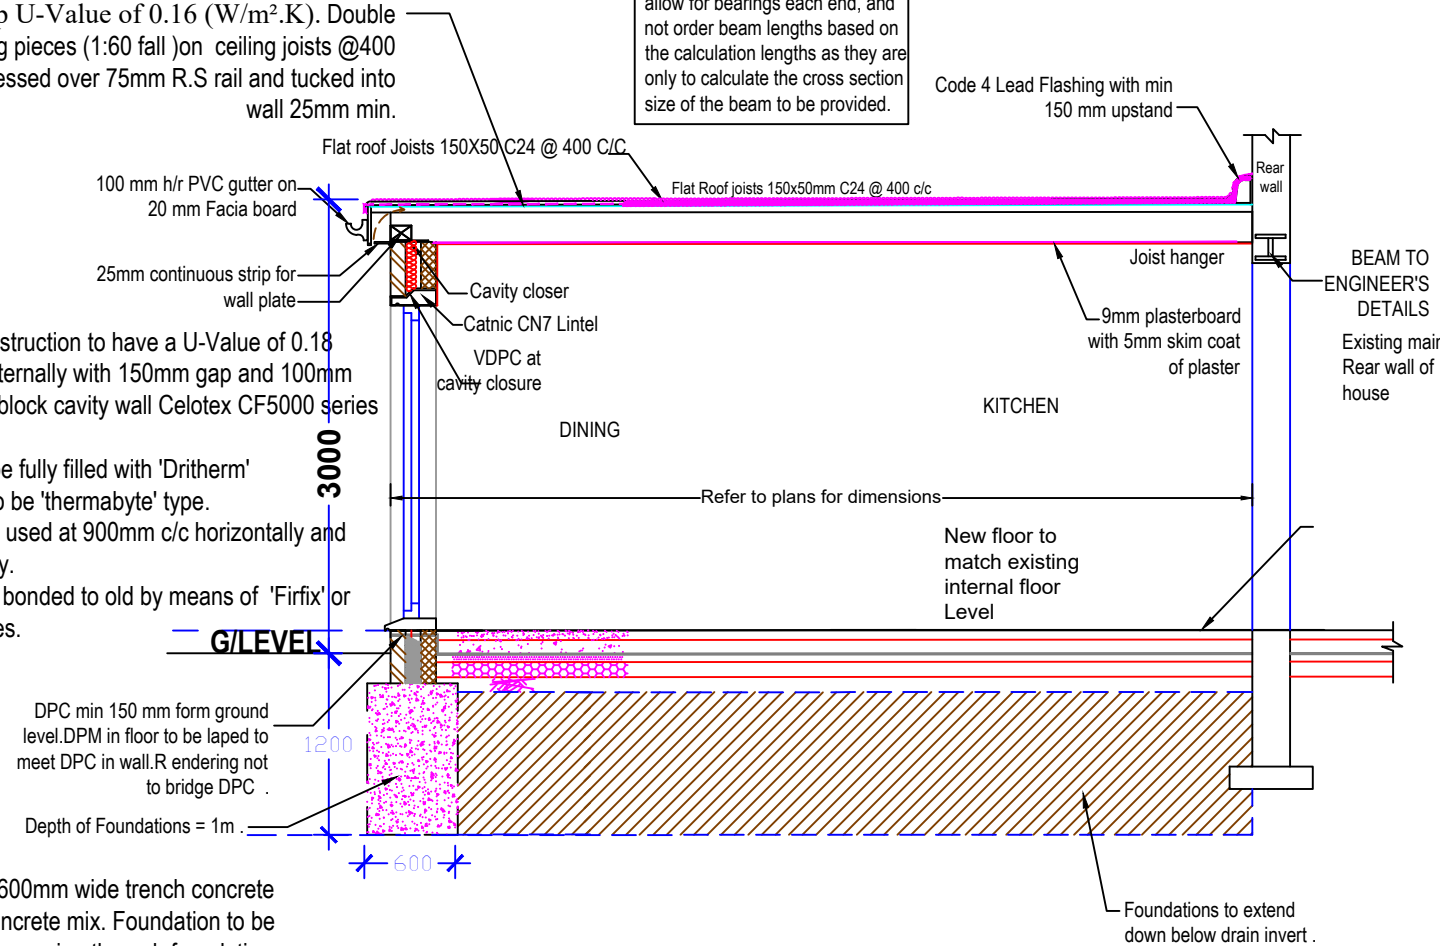 p U-Value of 0.16 (W/m².K). Double
g pieces (1:60 fall )on ceiling joists @400
essed over 75mm R.S rail and tucked into
wall 25mm min.
allow for bearings each end, and
not order beam lengths based on
the calculation lengths as they are
only to calculate the cross section
size of the beam to be provided.
Code 4 Lead Flashing with min
150 mm upstand
Flat roof Joists 150X50 C24 @ 400 C/C
Flat Roof joists 150x50mm C24 @ 400 c/c
Rear
wall
100 mm h/r PVC gutter on
20 mm Facia board
25mm continuous strip for
wall plate
Cavity closer
Catnic CN7 Lintel
VDPC at
cavity closure
Joist hanger
BEAM TO
ENGINEER'S
DETAILS
9mm plasterboard
with 5mm skim coat
of plaster
Existing main
Rear wall of
house
struction to have a U-Value of 0.18
ternally with 150mm gap and 100mm
block cavity wall Celotex CF5000 series
e fully filled with 'Dritherm'
o be 'thermabyte' type.
used at 900mm c/c horizontally and
y.
bonded to old by means of 'Firfix' or
es.
3000
DINING
KITCHEN
Refer to plans for dimensions
New floor to
match existing
internal floor
Level
G/LEVEL
DPC min 150 mm form ground
level.DPM in floor to be laped to
meet DPC in wall.R endering not
to bridge DPC .
1200
Depth of Foundations = 1m .
600
600mm wide trench concrete
oncrete mix. Foundation to be
Foundations to extend
down below drain invert .